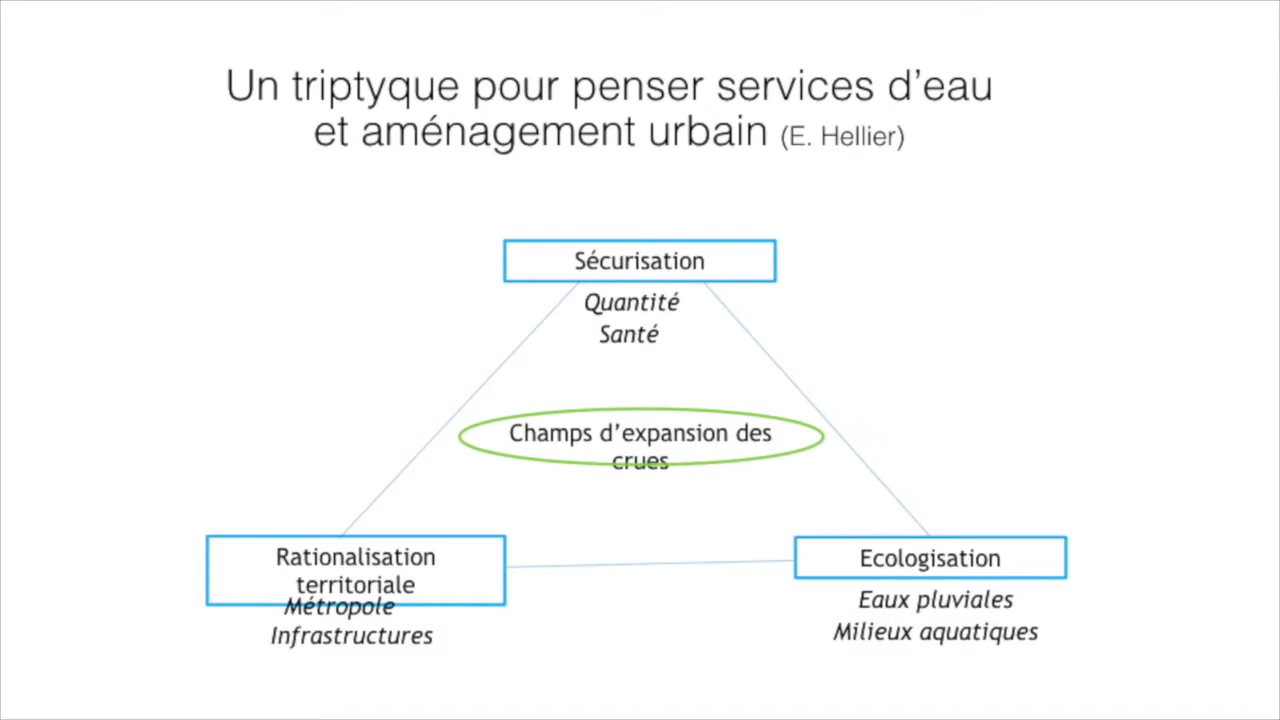 Un triptyque pour penser services d’eau
et aménagement urbain (E. Hellier)
Sécurisation
Quantité
Santé
Champs d’expansion des
crues
Rationalisation
territoriale
Métropole
Infrastructures
Ecologisation
Eaux pluviales
Milieux aquatiques